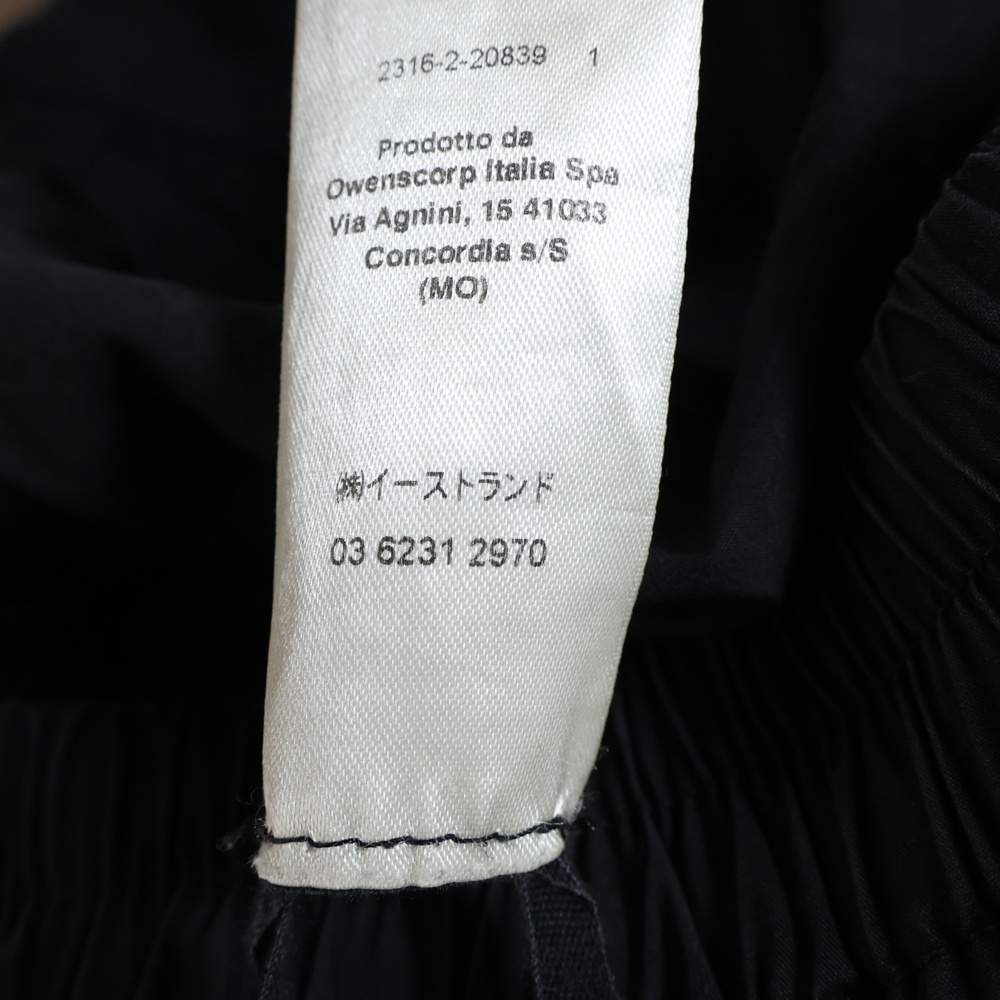 2316-2-20839 1
Prodotto da
Owenscorp Italia Spa
Via Agnini, 15 41033
Concordia s/S
(MO)
㈱イーストランド
03 6231 2970